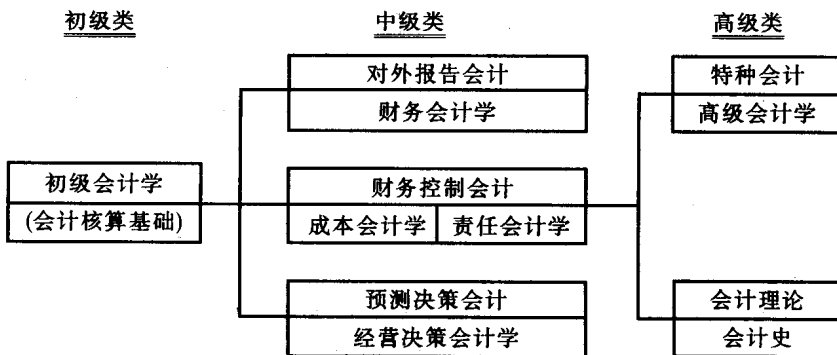 初级类 中级类 高级类
对外报告会计 特种会计
财务会计学 高级会计学
初级会计学 财务控制会计
(会计核算基础) 成本会计学 责任会计学
预测决策会计 会计理论
经营决策会计学 会计史